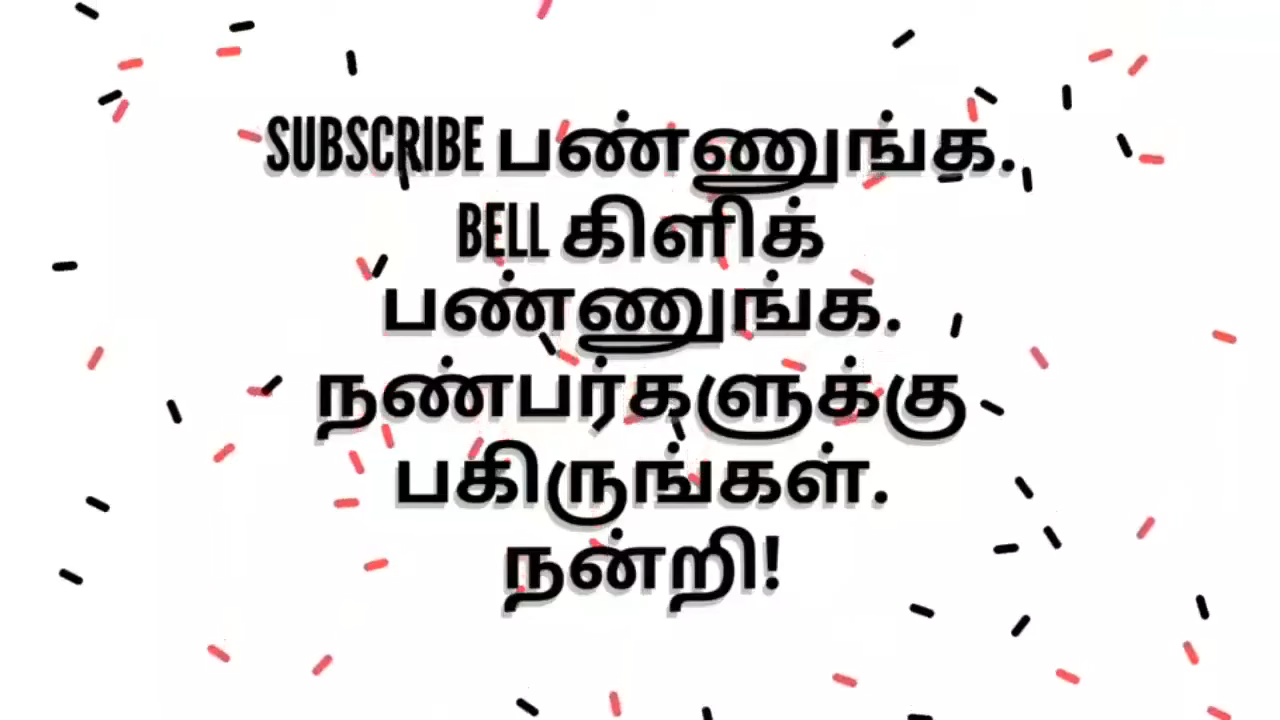 SUBSCRIBE பண்ணுங்க.
BELL கிளிக்
பண்ணுங்க.
நண்பர்களுக்கு
பகிருங்கள்.
நன்றி!